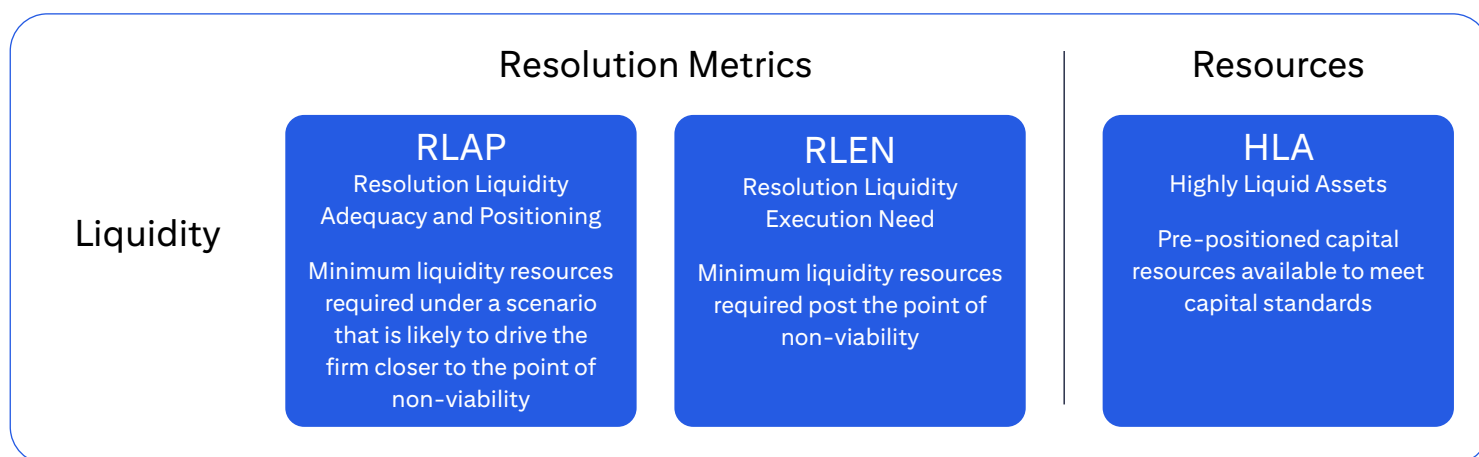 Resolution Metrics
Resources
RLAP
Resolution Liquidity
Adequacy and Positioning
Minimum liquidity resources
required under a scenario
that is likely to drive the
firm closer to the point of
non-viability
RLEN
Resolution Liquidity
Execution Need
Minimum liquidity resources
required post the point of
non-viability
HLA
Highly Liquid Assets
Pre-positioned capital
resources available to meet
capital standards
Liquidity